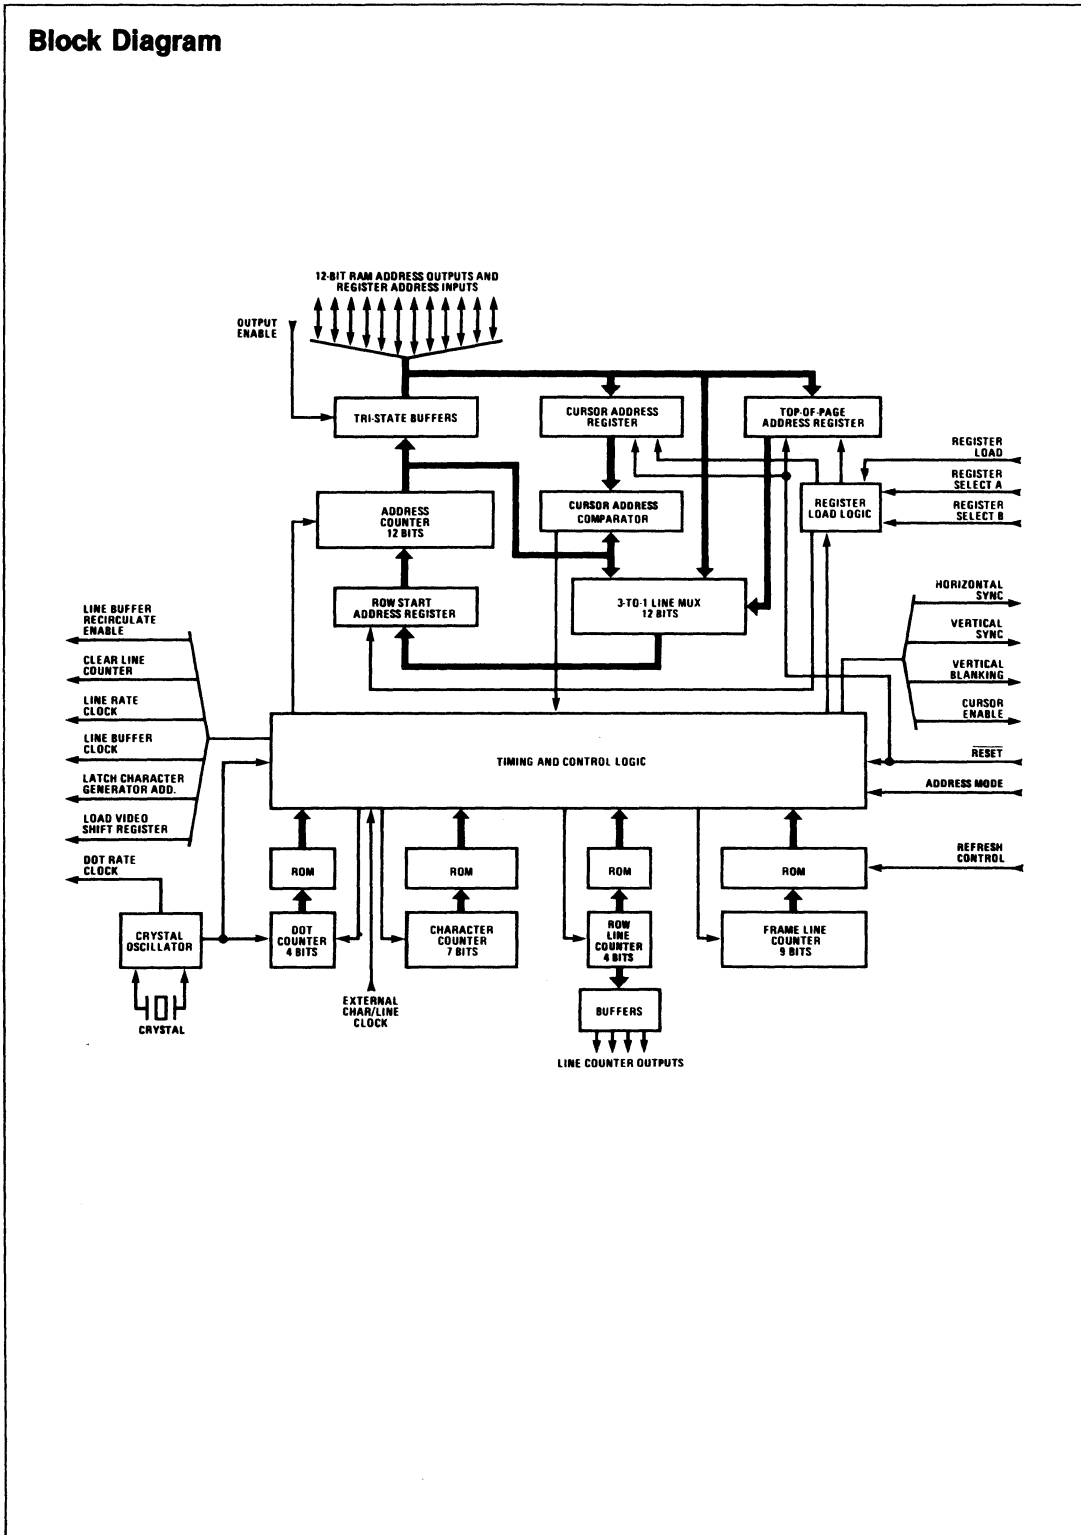 Block Diagram
12-BIT RAM ADDRESS OUTPUTS AND
REGISTER ADDRESS INPUTS
OUTPUT
ENABLE
TRI-STATE BUFFERS
CURSOR ADDRESS
REGISTER
TOP-OF-PAGE
ADDRESS REGISTER
REGISTER
LOAD
REGISTER
SELECT A
REGISTER
SELECT B
ADDRESS
COUNTER
12 BITS
CURSOR ADDRESS
COMPARATOR
REGISTER
LOAD LOGIC
ROW START
ADDRESS REGISTER
3-TO-1 LINE MUX
12 BITS
HORIZONTAL
SYNC
VERTICAL
SYNC
VERTICAL
BLANKING
CURSOR
ENABLE
LINE BUFFER
RECIRCULATE
ENABLE
CLEAR LINE
COUNTER
LINE RATE
CLOCK
LINE BUFFER
CLOCK
LATCH CHARACTER
GENERATOR ADD.
LOAD VIDEO
SHIFT REGISTER
DOT RATE
CLOCK
TIMING AND CONTROL LOGIC
RESET
ADDRESS MODE
REFRESH
CONTROL
ROM
ROM
ROM
ROM
CRYSTAL
OSCILLATOR
DOT
COUNTER
4 BITS
CHARACTER
COUNTER
7 BITS
ROW
LINE
COUNTER
4 BITS
FRAME LINE
COUNTER
9 BITS
CRYSTAL
EXTERNAL
CHAR/LINE
CLOCK
BUFFERS
LINE COUNTER OUTPUTS